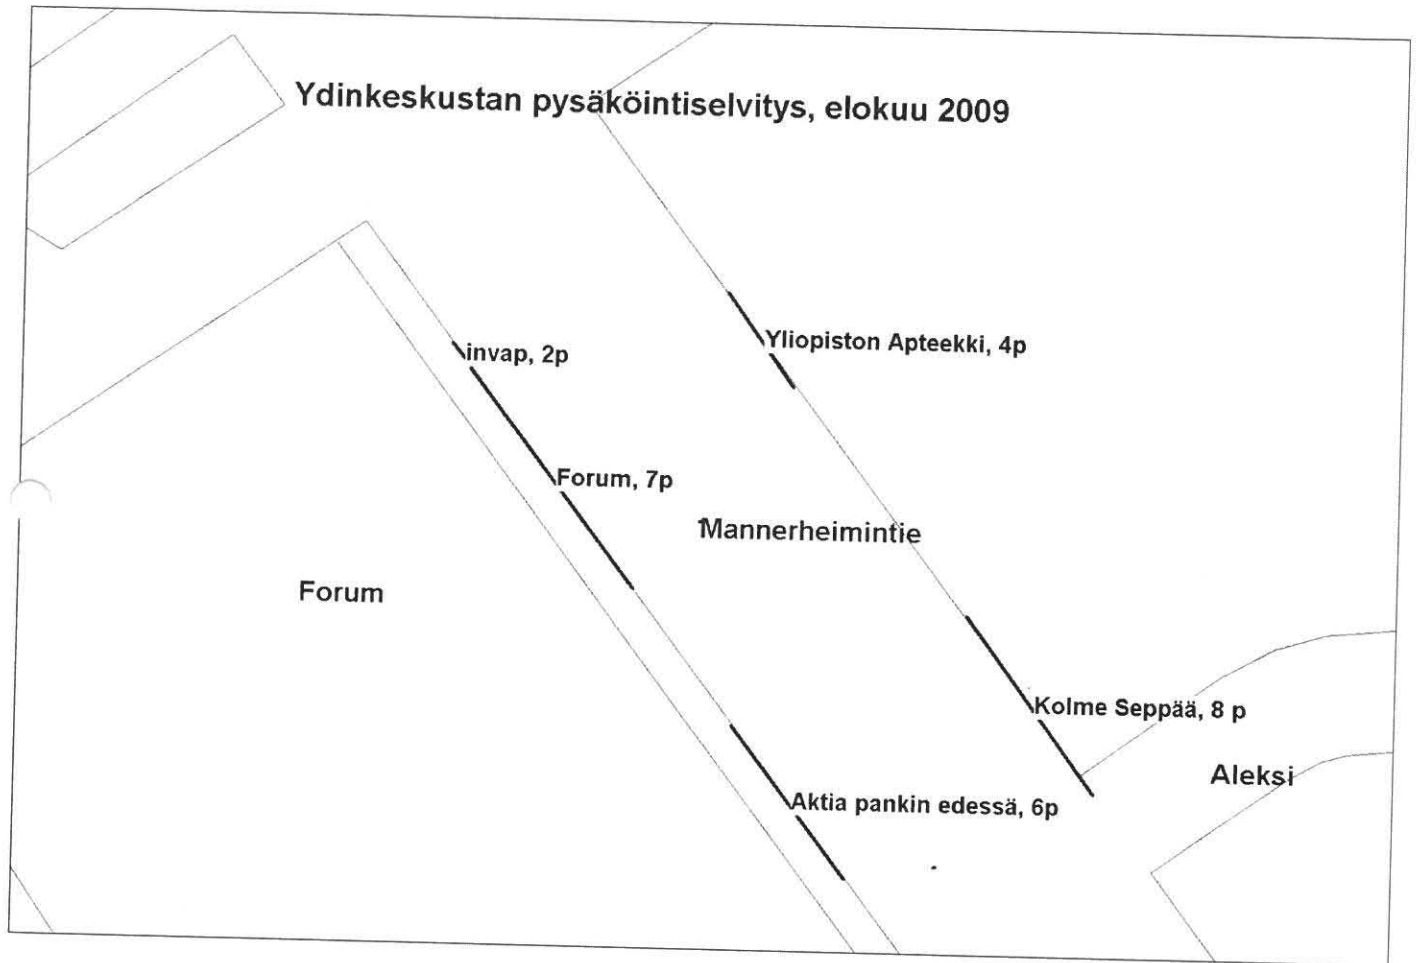 Ydinkeskustan pysäköintiselvitys, elokuu 2009
Yliopiston Apteekki, 4p
invap, 2p
Forum, 7p
Mannerheimintie
Forum
Kolme Seppää, 8 p
Aleksi
Aktia pankin edessä, 6p